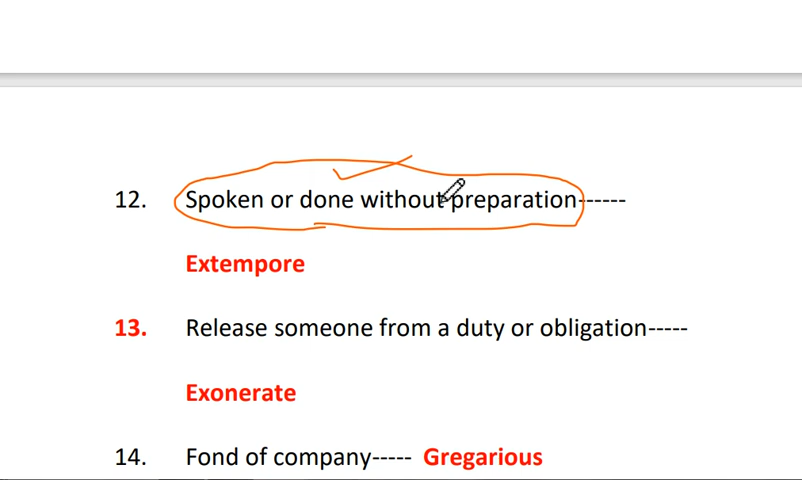 12. Spoken or done without preparation------
Extempore
13. Release someone from a duty or obligation-----
Exonerate
14. Fond of company----- Gregarious